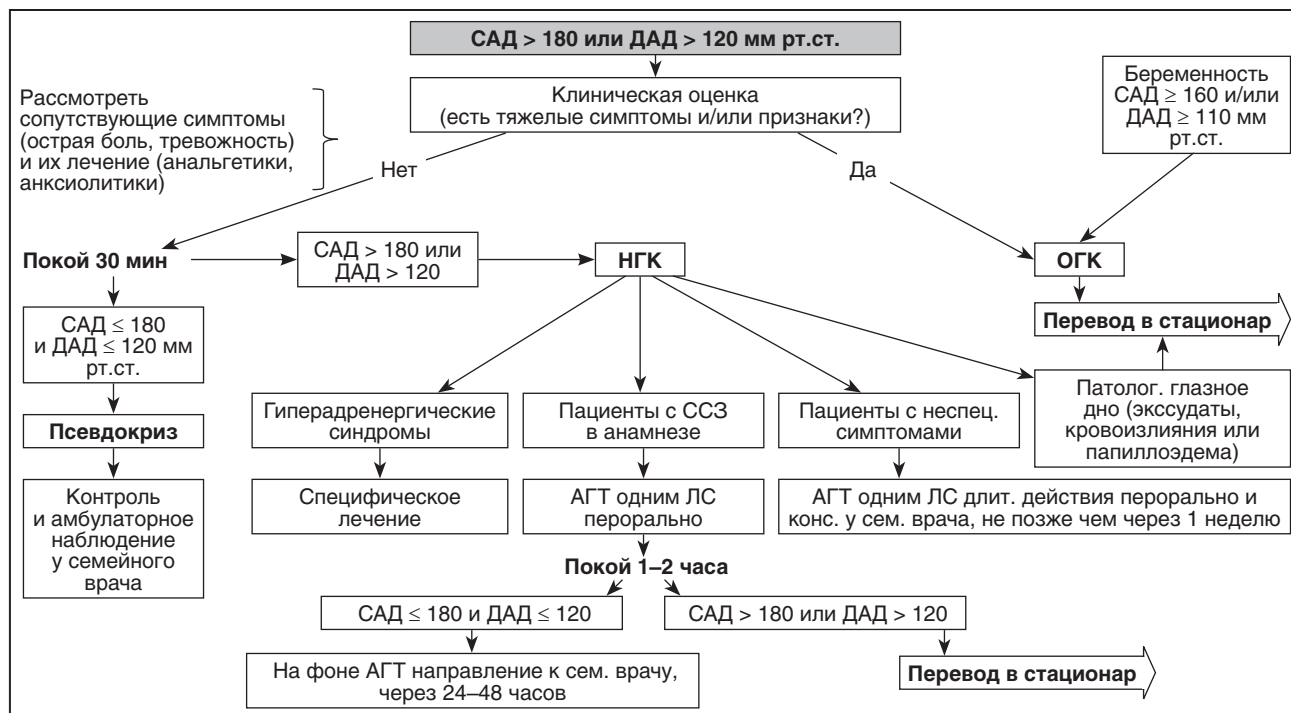 САД > 180 или ДАД > 120 мм рт.ст.
Клиническая оценка
(есть тяжелые симптомы и/или признаки?)
Беременность
САД ≥ 160 и/или
ДАД ≥ 110 мм
рт.ст.
Рассмотреть
сопутствующие симптомы
(острая боль, тревожность)
и их лечение (анальгетики,
анксиолитики)
Нет
Да
Покой 30 мин
САД > 180 или
ДАД > 120
НГК
ОГК
Перевод в стационар
САД ≤ 180
и ДАД ≤ 120 мм
рт.ст.
Псевдокриз
Контроль
и амбулаторное
наблюдение
у семейного
врача
Гиперадренергические
синдромы
Специфическое
лечение
Пациенты с ССЗ
в анамнезе
АГТ одним ЛС
перорально
Пациенты с неспец.
симптомами
АГТ одним ЛС длит. действия перорально и
конс. у сем. врача, не позже чем через 1 неделю
Патолог. глазное
дно (экссудаты,
кровоизлияния или
папиллоэдема)
Покой 1–2 часа
САД ≤ 180 и ДАД ≤ 120
САД > 180 или ДАД > 120
На фоне АГТ направление к сем. врачу,
через 24–48 часов
Перевод в стационар